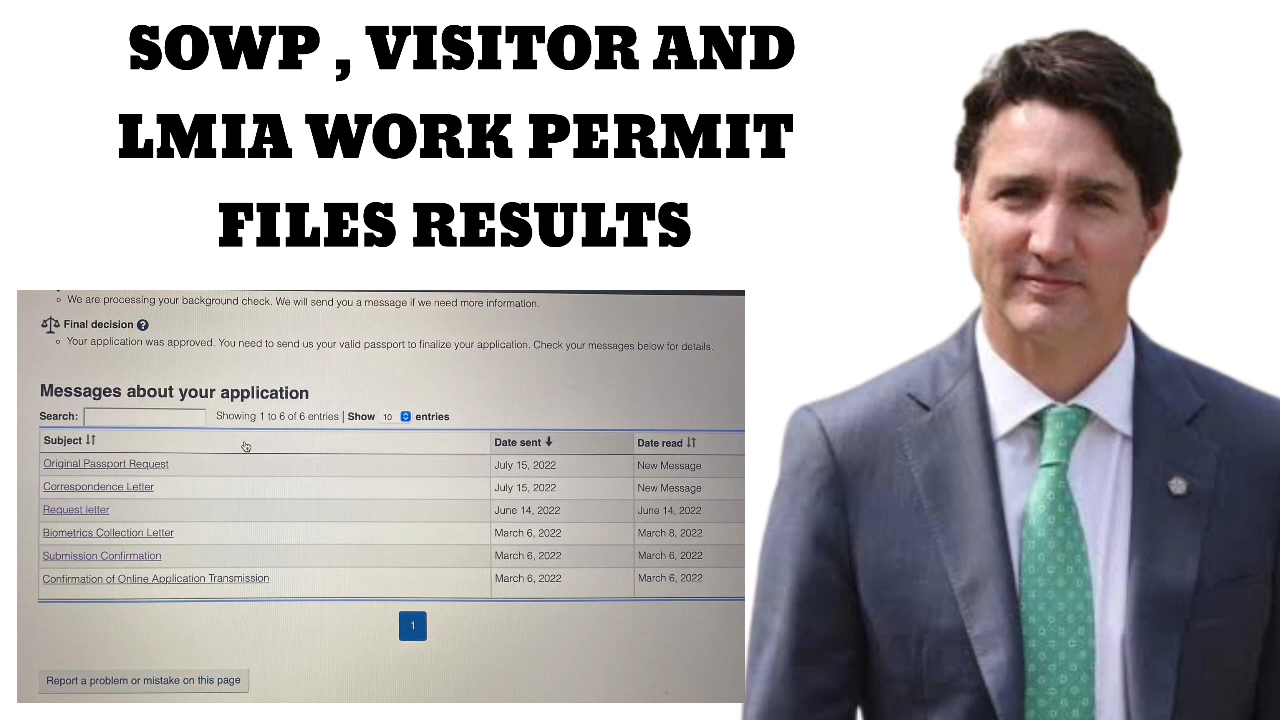 SOWP , VISITOR AND
LMIA WORK PERMIT
FILES RESULTS
We are processing your background check. We will send you a message if we need more information.
Final decision ?
Your application was approved. You need to send us your valid passport to finalize your application. Check your messages below for details.
Messages about your application
Search: Showing 1 to 6 of 6 entries | Show 10 entries
Subject Date sent Date read
Original Passport Request July 15, 2022 New Message
Correspondence Letter July 15, 2022 New Message
Request letter June 14, 2022 June 14, 2022
Biometrics Collection Letter March 6, 2022 March 8, 2022
Submission Confirmation March 6, 2022 March 6, 2022
Confirmation of Online Application Transmission March 6, 2022 March 6, 2022
1
Report a problem or mistake on this page